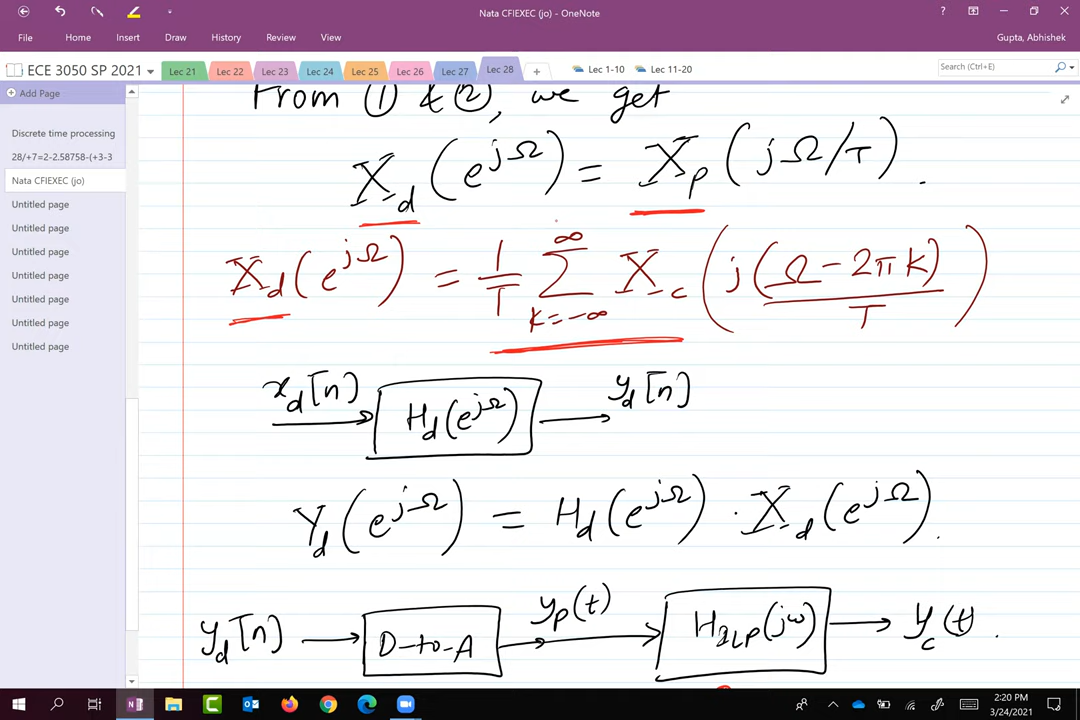 Nata CFIEXEC (jo) - OneNote
Gupta, Abhishek
File Home Insert Draw History Review View
ECE 3050 SP 2021 Lec 21 Lec 22 Lec 23 Lec 24 Lec 25 Lec 26 Lec 27 Lec 28 Lec 1-10 Lec 11-20 Search (Ctrl+E)
Add Page
Discrete time processing
28/+7=2-2.58758-(+3-3
Nata CFIEXEC (jo)
Untitled page
Untitled page
Untitled page
Untitled page
Untitled page
Untitled page
Untitled page
From (1) & (2), we get
X_d(e^{jΩ}) = X_p(jΩ/T).
X_d(e^{jΩ}) = 1/T ∑_{k=-∞}^{∞} X_c(j(Ω-2πk)/T)
x_d[n] H_d(e^{jΩ}) y_d[n]
Y_d(e^{jΩ}) = H_d(e^{jΩ}) · X_d(e^{jΩ}).
y_d[n] D-to-A y_p(t) (jω) y_c(t).
2:20 PM
3/24/2021